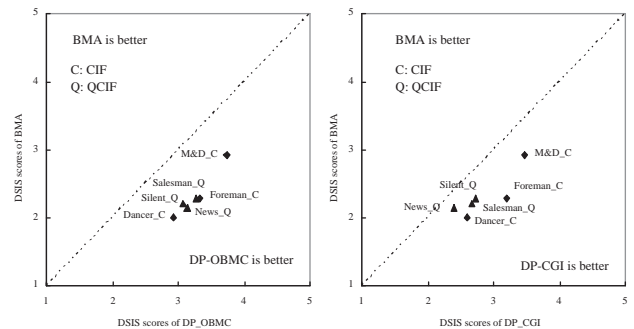 5
BMA is better
C: CIF
Q: QCIF
4
3
2
1
M&D_C
Salesman_Q
Silent_Q
Foreman_C
Dancer_C
News_Q
DP-OBMC is better
1 2 3 4 5
DSIS scores of BMA
DSIS scores of DP_OBMC
5
BMA is better
C: CIF
Q: QCIF
4
3
2
1
M&D_C
Silent_Q
Foreman_C
News_Q
Salesman_Q
Dancer_C
DP-CGI is better
1 2 3 4 5
DSIS scores of BMA
DSIS scores of DP_CGI